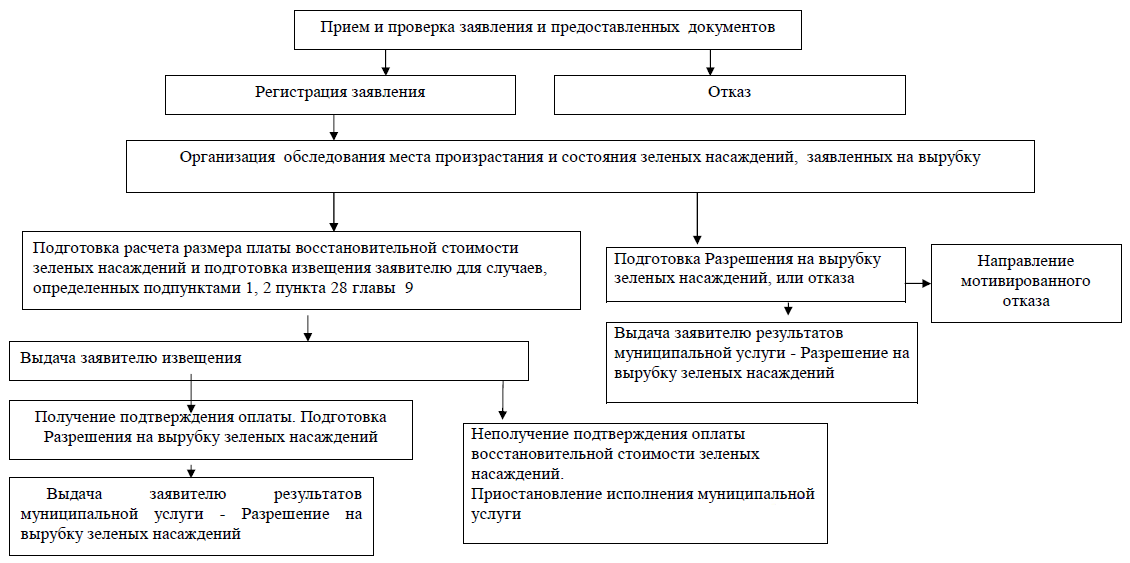 Прием и проверка заявления и предоставленных документов
Регистрация заявления
Отказ
Организация обследования места произрастания и состояния зеленых насаждений, заявленных на вырубку
Подготовка расчета размера платы восстановительной стоимости
зеленых насаждений и подготовка извещения заявителю для случаев,
определенных подпунктами 1, 2 пункта 28 главы 9
Подготовка Разрешения на вырубку
зеленых насаждений, или отказа
Направление
мотивированного
отказа
Выдача заявителю результатов
муниципальной услуги - Разрешение на
вырубку зеленых насаждений
Выдача заявителю извещения
Получение подтверждения оплаты. Подготовка
Разрешения на вырубку зеленых насаждений
Неполучение подтверждения оплаты
восстановительной стоимости зеленых
насаждений.
Приостановление исполнения муниципальной
услуги
Выдача заявителю результатов
муниципальной услуги - Разрешение на
вырубку зеленых насаждений